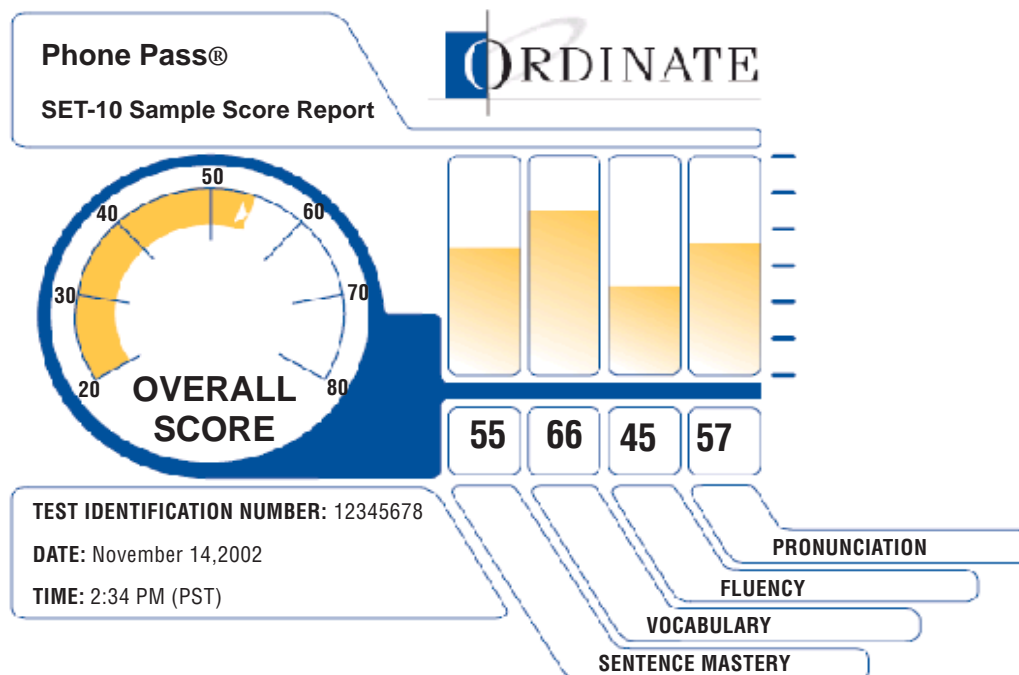 Phone Pass®
ORDINATE
SET-10 Sample Score Report
50
40
60
30
70
20
80
OVERALL
SCORE
55 66 45 57
TEST IDENTIFICATION NUMBER: 12345678
DATE: November 14,2002
TIME: 2:34 PM (PST)
PRONUNCIATION
FLUENCY
VOCABULARY
SENTENCE MASTERY